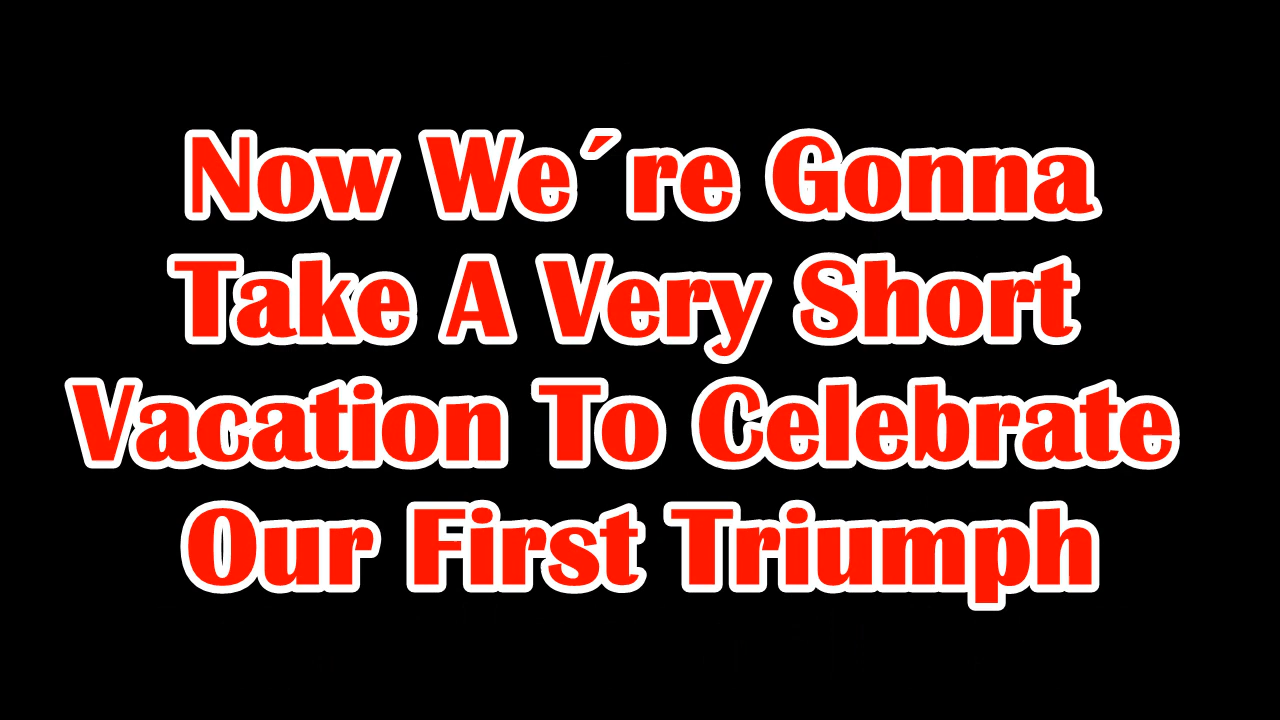 Now We´re Gonna
Take A Very Short
Vacation To Celebrate
Our First Triumph